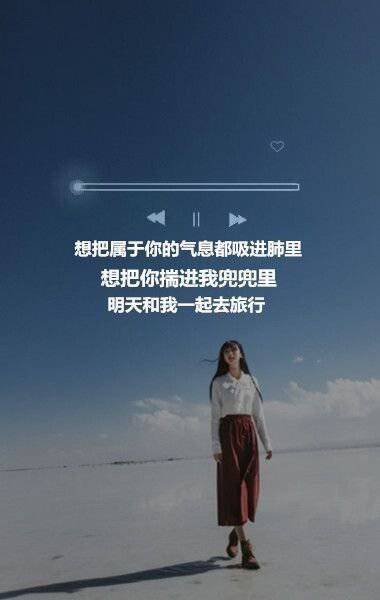 想把属于你的气息都吸进肺里
想把你揣进我兜兜里
明天和我一起去旅行